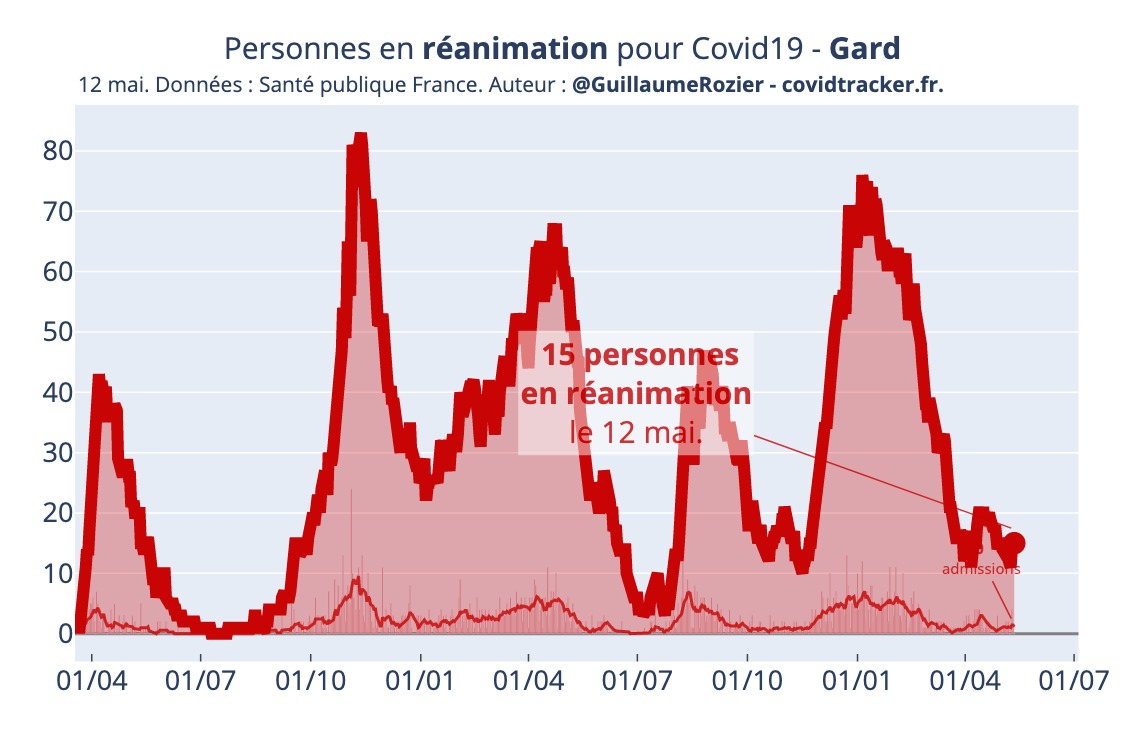 Personnes en réanimation pour Covid19 - Gard
12 mai. Données : Santé publique France. Auteur : @GuillaumeRozier - covidtracker.fr.
80
70
60
50
40
30
20
10
0
15 personnes
en réanimation
le 12 mai.
admissions
01/04 01/07 01/10 01/01 01/04 01/07 01/10 01/01 01/04 01/07